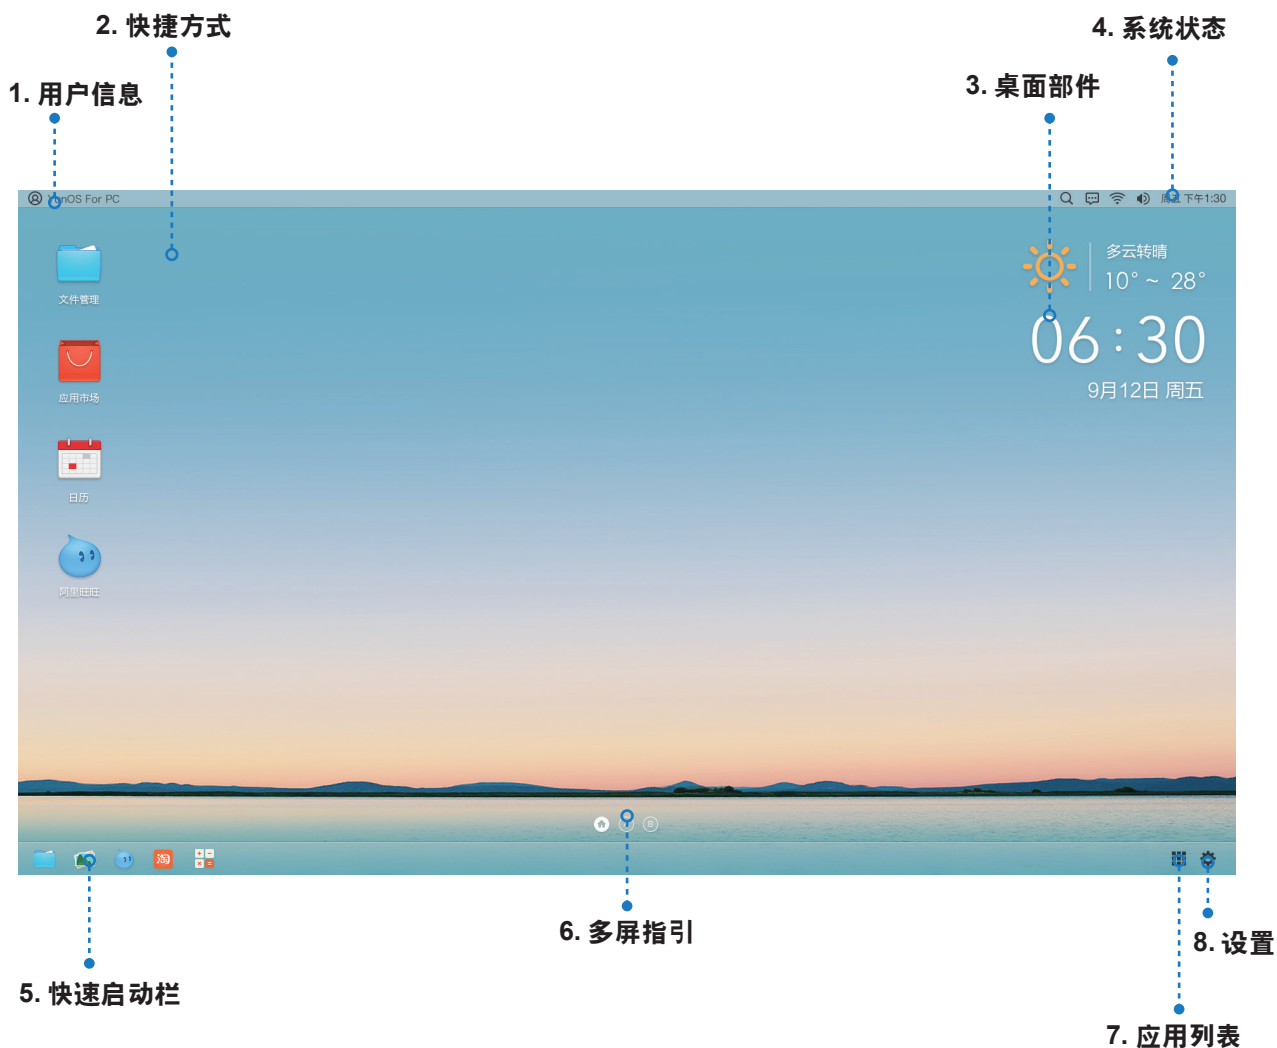 2. 快捷方式
4. 系统状态
1. 用户信息
3. 桌面部件
YunOS For PC
周五 下午1:30
文件管理
多云转晴
10° ~ 28°
06:30
9月12日 周五
应用市场
日历
阿里旺旺
淘
6. 多屏指引
8. 设置
5. 快速启动栏
7. 应用列表